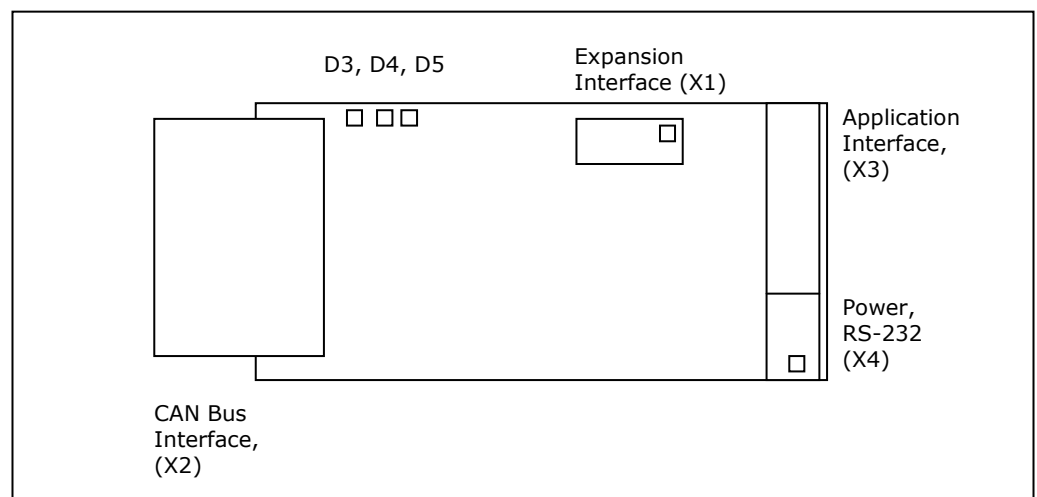 D3, D4, D5
Expansion
Interface (X1)
Application
Interface,
(X3)
Power,
RS-232
(X4)
CAN Bus
Interface,
(X2)